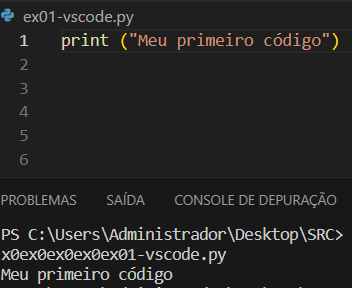 ex01-vscode.py
1 print ("Meu primeiro código")
2
3
4
5
6
PROBLEMAS SAÍDA CONSOLE DE DEPURAÇÃO
PS C:\Users\Administrador\Desktop\SRC>
x0ex0ex0ex0ex01-vscode.py
Meu primeiro código